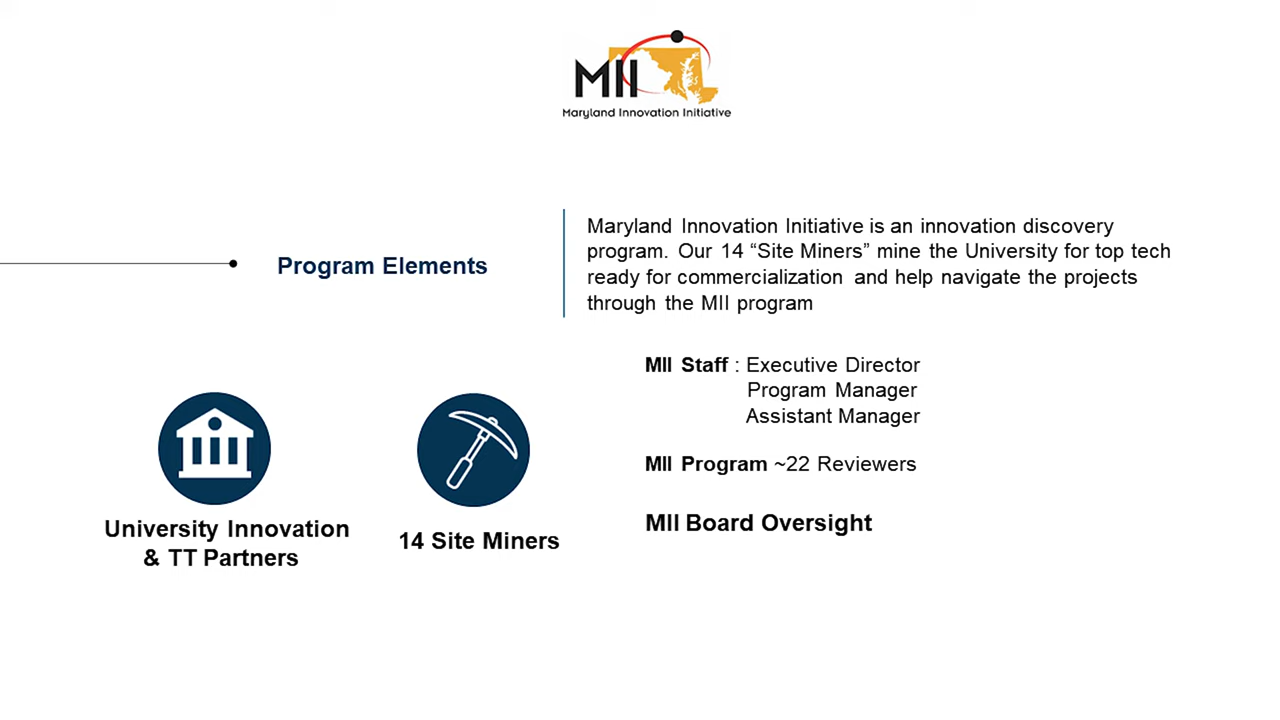 MII
Maryland Innovation Initiative
Program Elements
Maryland Innovation Initiative is an innovation discovery
program. Our 14 “Site Miners” mine the University for top tech
ready for commercialization and help navigate the projects
through the MII program
MII Staff : Executive Director
Program Manager
Assistant Manager
MII Program ~22 Reviewers
MII Board Oversight
University Innovation
& TT Partners
14 Site Miners